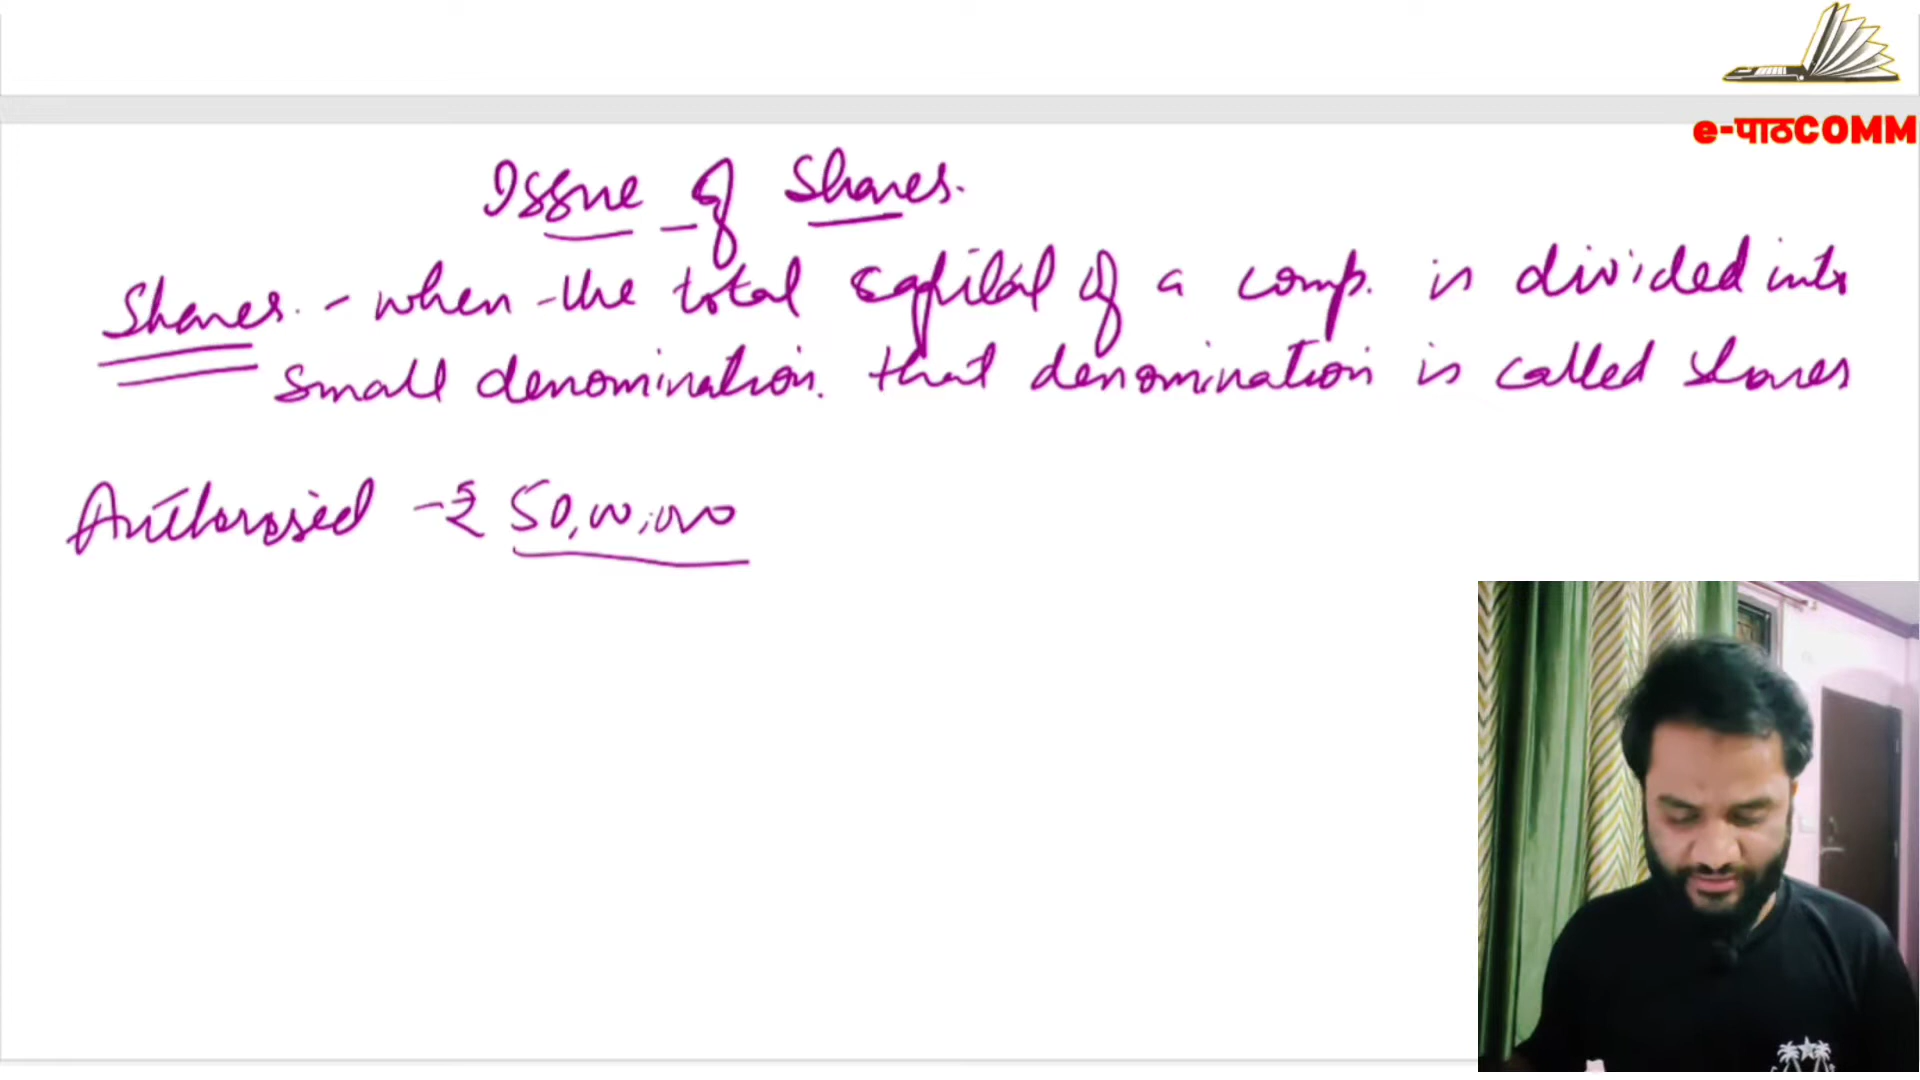 e-पाठCOMM
Issue of Shares.
Shares. - when the total capital of a comp. is divided into
small denomination. that denomination is called shares
Authorised - ₹ 50,00,000